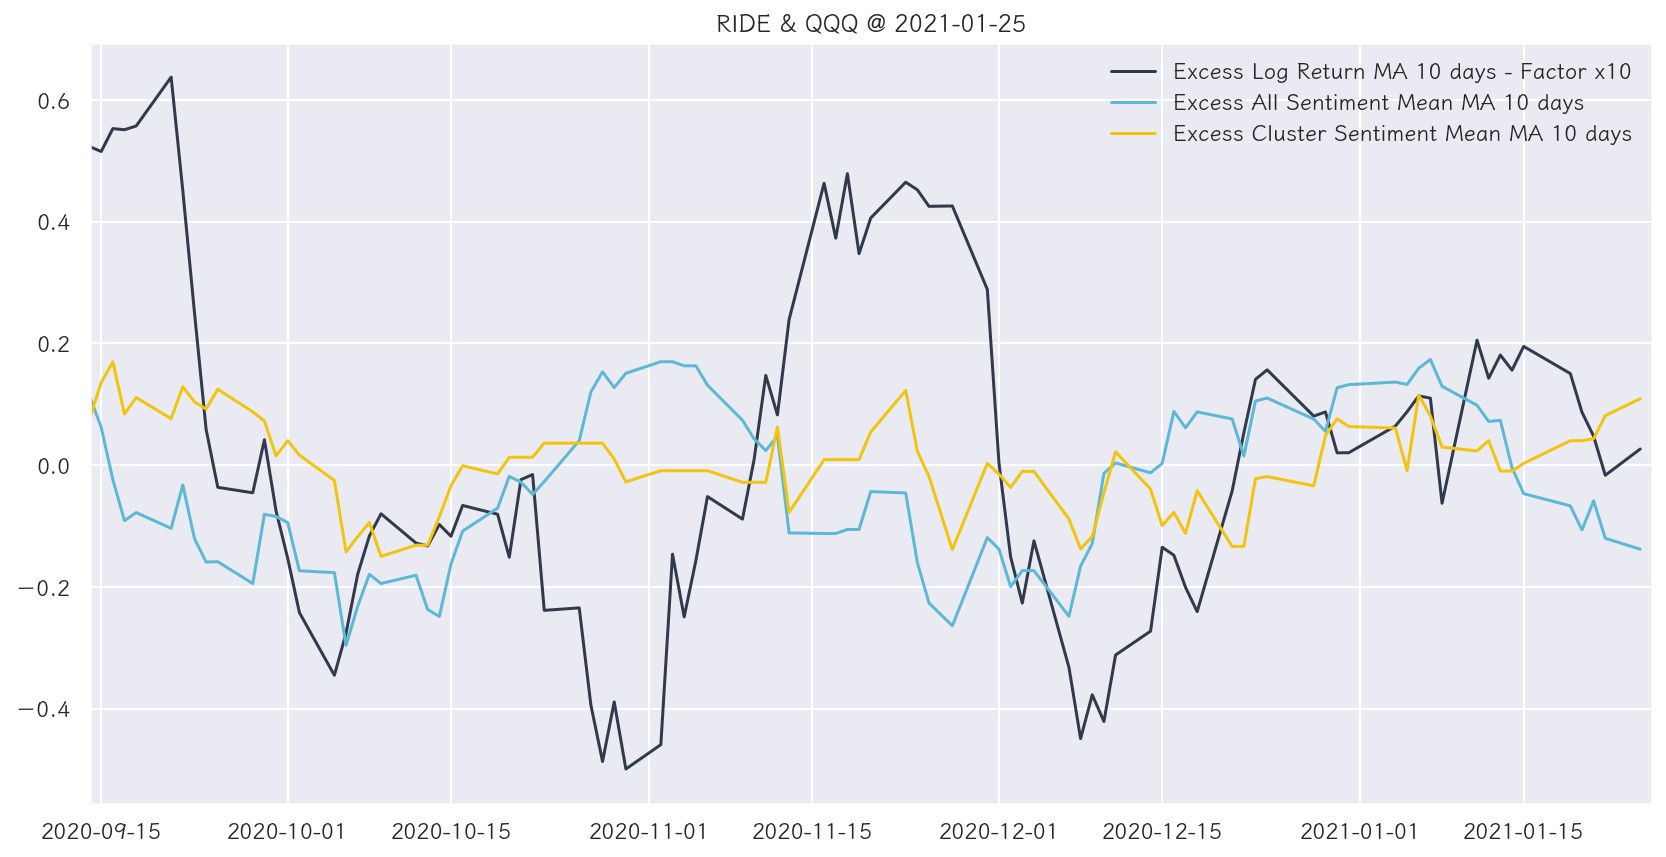 RIDE & QQQ @ 2021-01-25
Excess Log Return MA 10 days - Factor x10
Excess All Sentiment Mean MA 10 days
Excess Cluster Sentiment Mean MA 10 days
0.6
0.4
0.2
0.0
−0.2
−0.4
2020-09-15 2020-10-01 2020-10-15 2020-11-01 2020-11-15 2020-12-01 2020-12-15 2021-01-01 2021-01-15